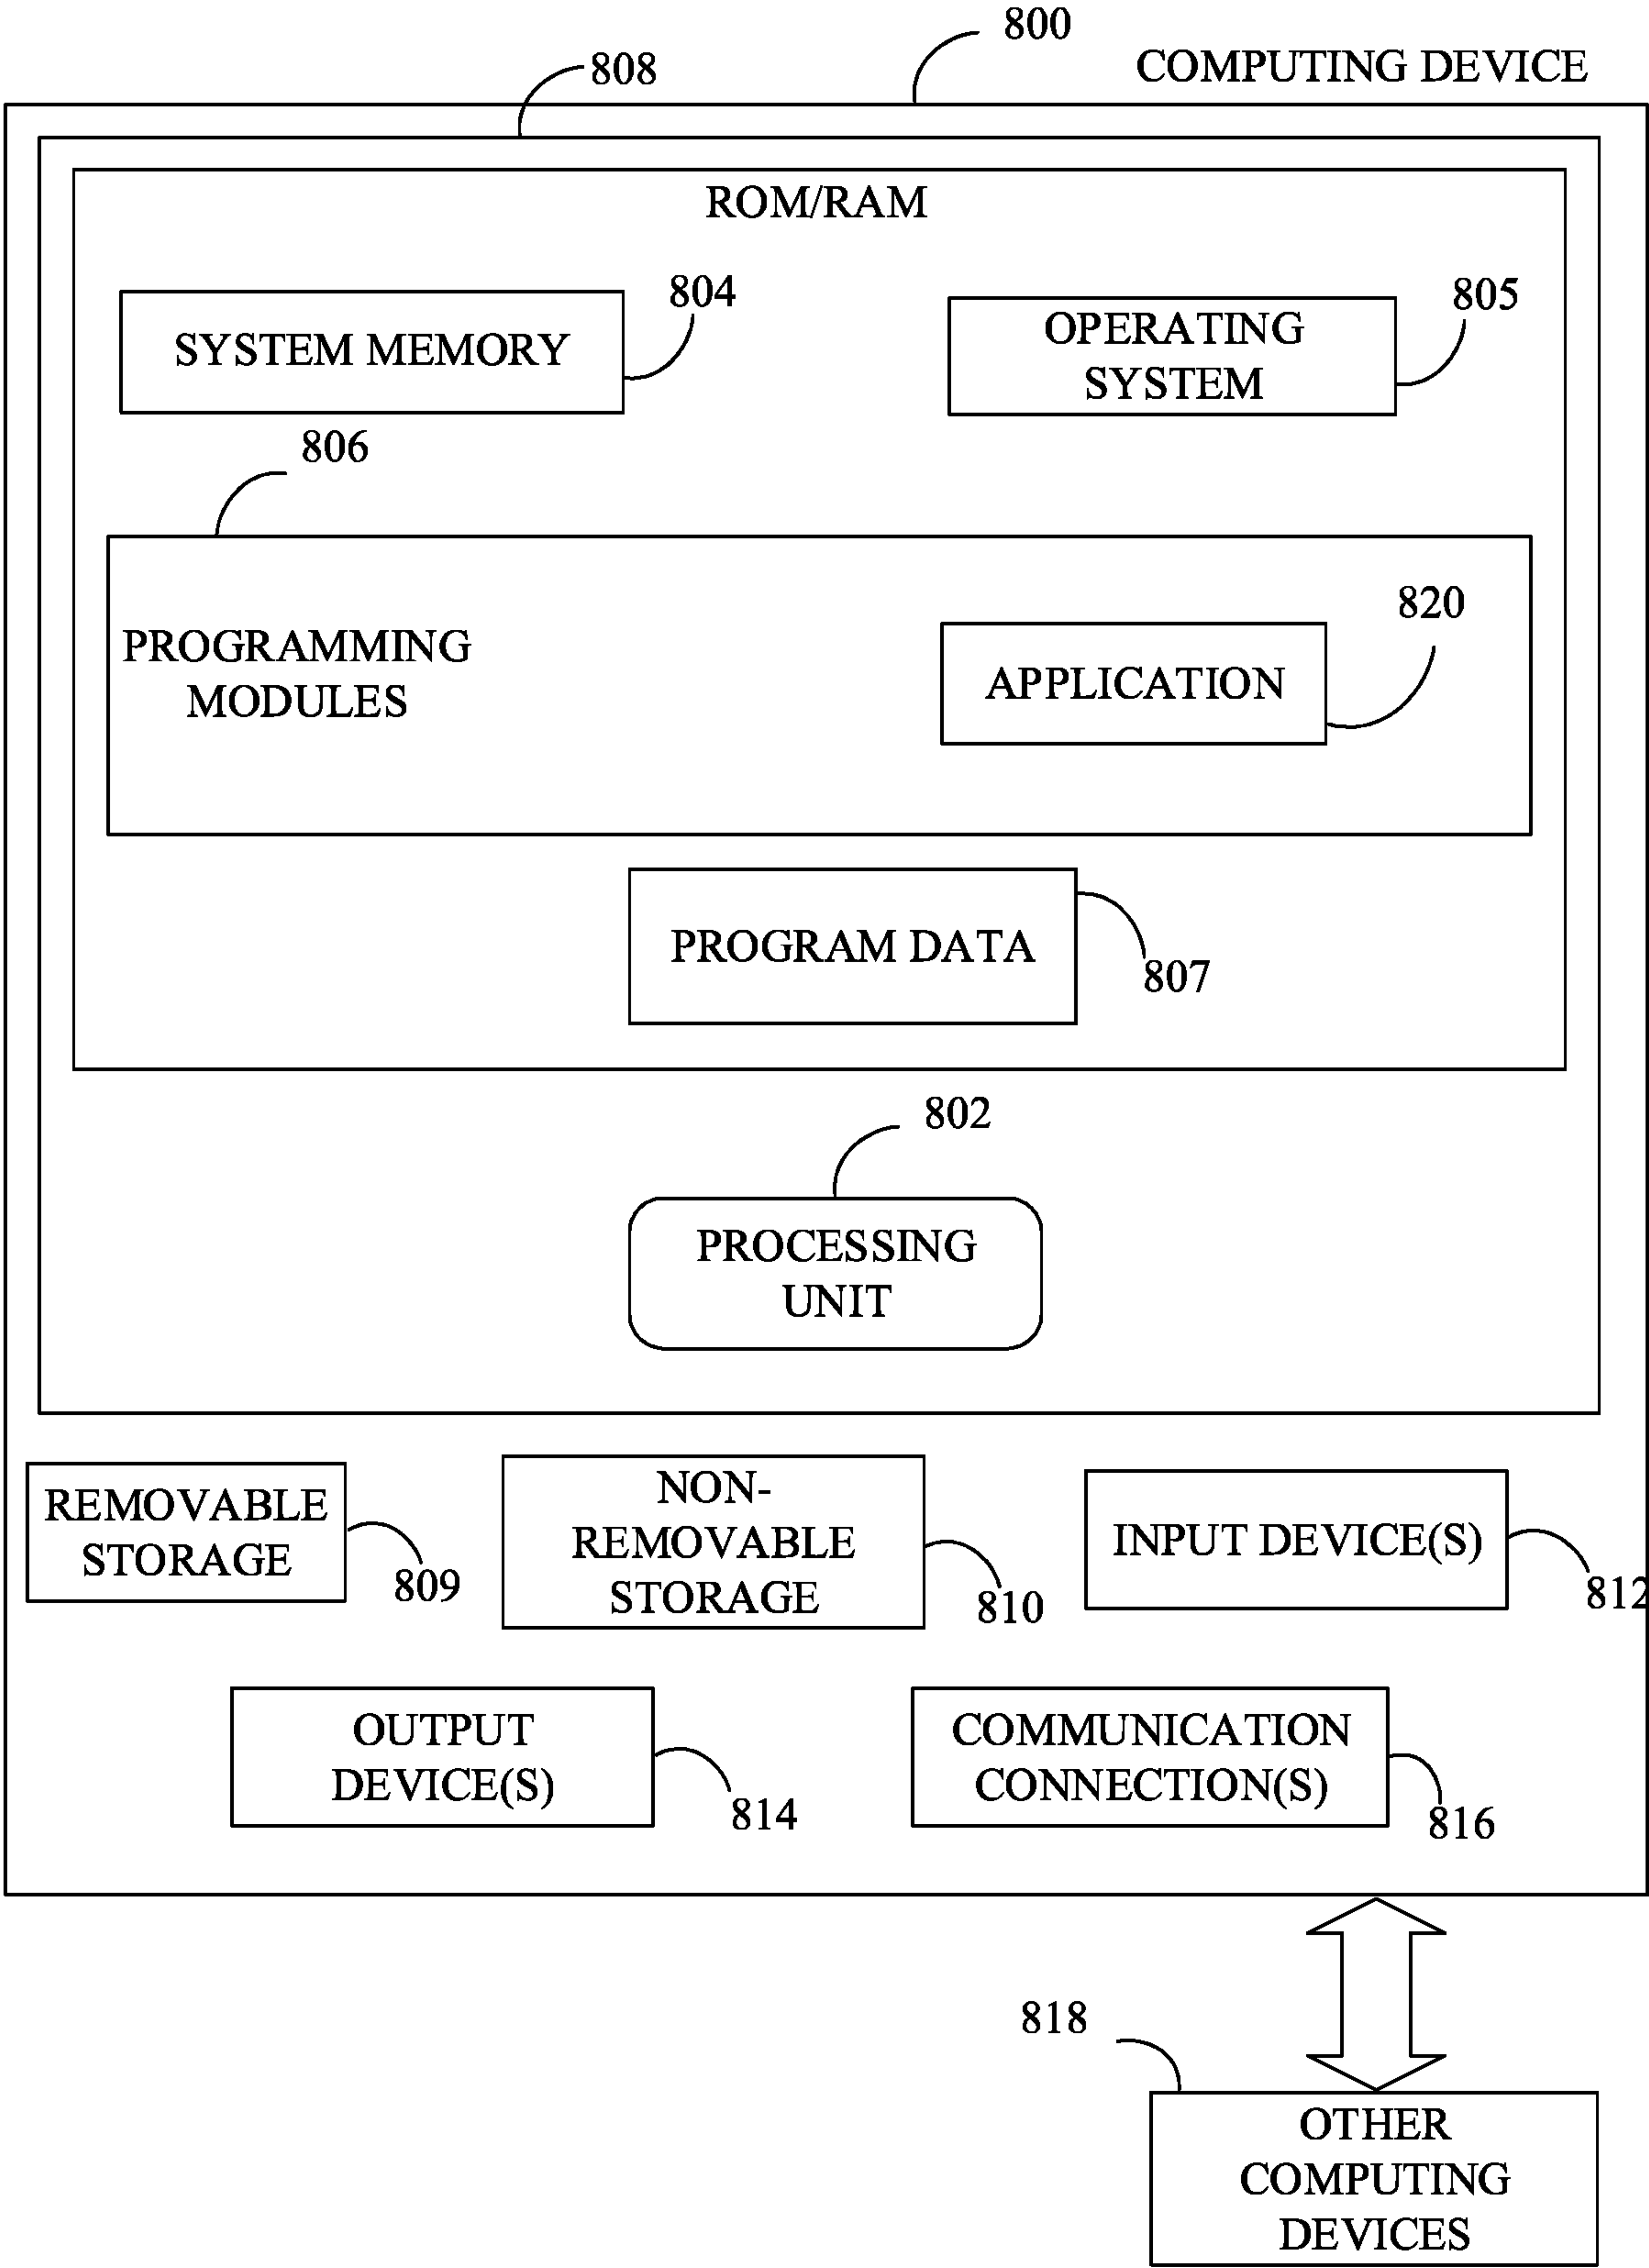 800
808
COMPUTING DEVICE
ROM/RAM
804
805
SYSTEM MEMORY
OPERATING
SYSTEM
806
820
PROGRAMMING
MODULES
APPLICATION
PROGRAM DATA
807
802
PROCESSING
UNIT
REMOVABLE
STORAGE
809
NON-
REMOVABLE
STORAGE
810
INPUT DEVICE(S)
812
OUTPUT
DEVICE(S)
814
COMMUNICATION
CONNECTION(S)
816
818
OTHER
COMPUTING
DEVICES